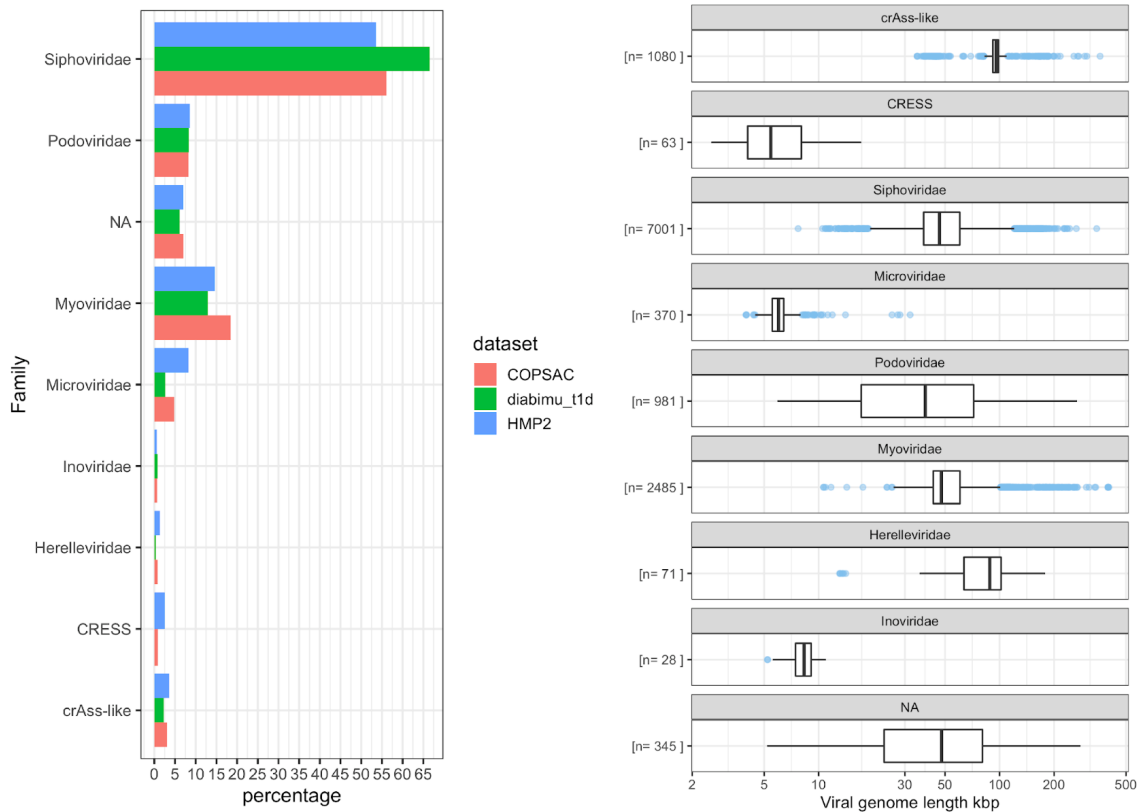 Family
Siphoviridae
Podoviridae
NA
Myoviridae
Microviridae
Inoviridae
Herelleviridae
CRESS
crAss-like
0 5 10 15 20 25 30 35 40 45 50 55 60 65
percentage
dataset
COPSAC
diabimu_t1d
HMP2
crAss-like
[n= 1080 ]
CRESS
[n= 63 ]
Siphoviridae
[n= 7001 ]
Microviridae
[n= 370 ]
Podoviridae
[n= 981 ]
Myoviridae
[n= 2485 ]
Herelleviridae
[n= 71 ]
Inoviridae
[n= 28 ]
NA
[n= 345 ]
2 5 10 30 50 100 200 500
Viral genome length kbp